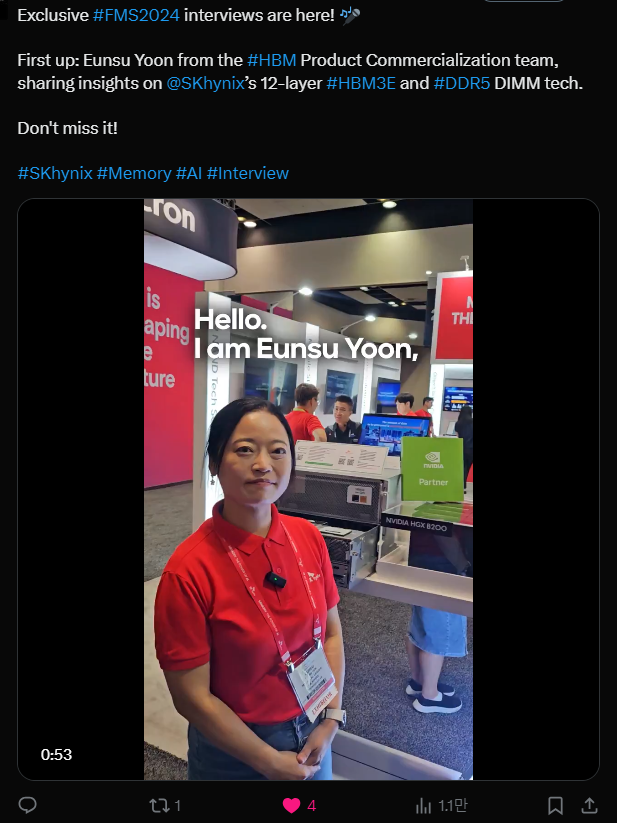 Exclusive #FMS2024 interviews are here! 🎤
First up: Eunsu Yoon from the #HBM Product Commercialization team,
sharing insights on @SKhynix’s 12-layer #HBM3E and #DDR5 DIMM tech.
Don't miss it!
#SKhynix #Memory #AI #Interview
ron
is
aping
e
ture
TH
Hello.
I am Eunsu Yoon,
NVIDIA
Partner
NVIDIA HGX B200
0:53
1
4
1.1만